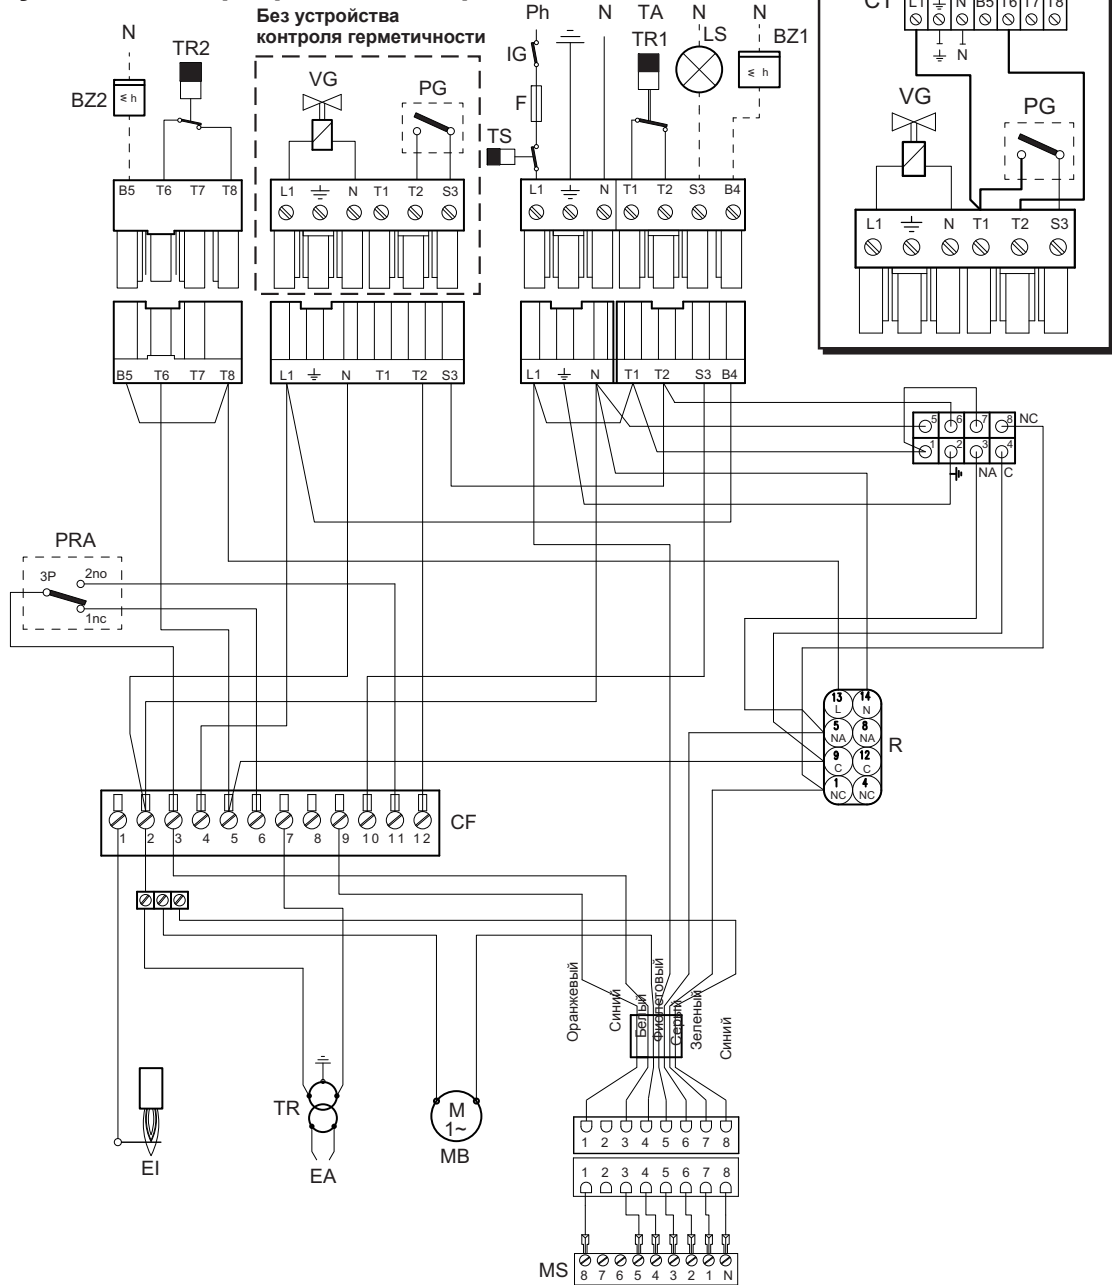 Без устройства
контроля герметичности
N
TR2
BZ2
≶ h
VG
PG
Ph
N
TA
N
N
IG
TR1
LS
BZ1
≶ h
F
TS
CT
L1 N B5 T6 T7 T8
N
VG
PG
L1 N T1 T2 S3
B5 T6 T7 T8
L1 N T1 T2 S3
L1 N T1 T2 S3 B4
B5 T6 T7 T8
L1 N T1 T2 S3
L1 N T1 T2 S3 B4
5 6 7 8 NC
1 2 3 4
NA C
PRA
3P
2no
1nc
13 14
L N
5 8
NA NA
9 12
C C
1 4
NC NC
R
CF
1 2 3 4 5 6 7 8 9 10 11 12
Оранжевый
Синий
Белый
Фиолетовый
Серый
Зеленый
Синий
EI
TR
EA
M
1~
MB
1 2 3 4 5 6 7 8
1 2 3 4 5 6 7 8
MS
8 7 6 5 4 3 2 1 N